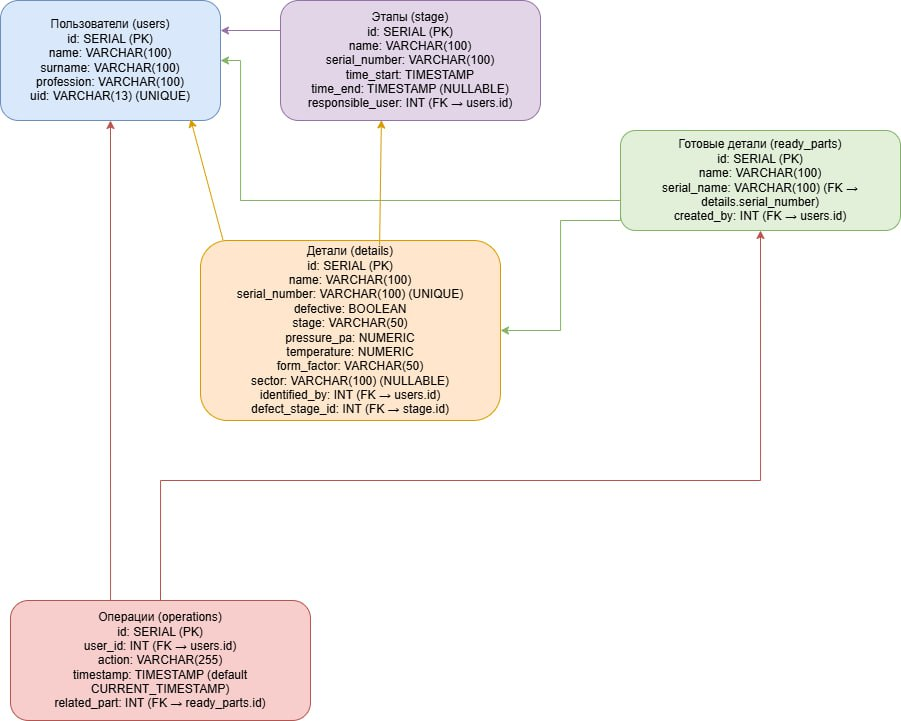 Пользователи (users)
id: SERIAL (PK)
name: VARCHAR(100)
surname: VARCHAR(100)
profession: VARCHAR(100)
uid: VARCHAR(13) (UNIQUE)
Этапы (stage)
id: SERIAL (PK)
name: VARCHAR(100)
serial_number: VARCHAR(100)
time_start: TIMESTAMP
time_end: TIMESTAMP (NULLABLE)
responsible_user: INT (FK → users.id)
Готовые детали (ready_parts)
id: SERIAL (PK)
name: VARCHAR(100)
serial_name: VARCHAR(100) (FK →
details.serial_number)
created_by: INT (FK → users.id)
Детали (details)
id: SERIAL (PK)
name: VARCHAR(100)
serial_number: VARCHAR(100) (UNIQUE)
defective: BOOLEAN
stage: VARCHAR(50)
pressure_pa: NUMERIC
temperature: NUMERIC
form_factor: VARCHAR(50)
sector: VARCHAR(100) (NULLABLE)
identified_by: INT (FK → users.id)
defect_stage_id: INT (FK → stage.id)
Операции (operations)
id: SERIAL (PK)
user_id: INT (FK → users.id)
action: VARCHAR(255)
timestamp: TIMESTAMP (default
CURRENT_TIMESTAMP)
related_part: INT (FK → ready_parts.id)